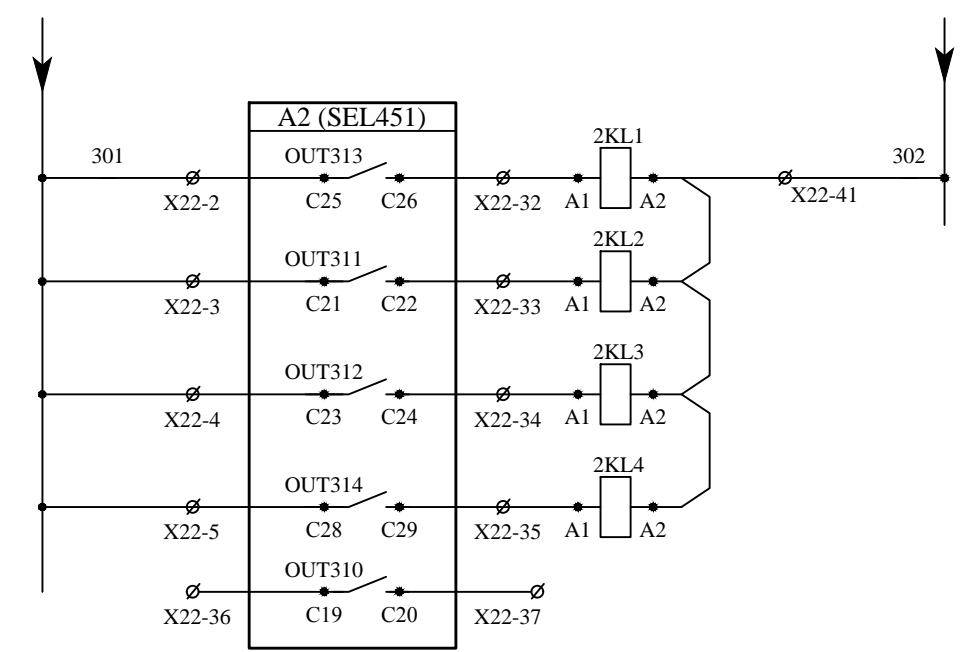 A2 (SEL451)
2KL1
301 OUT313 302
X22-2 C25 C26 X22-32 A1 A2 X22-41
2KL2
OUT311
X22-3 C21 C22 X22-33 A1 A2
2KL3
OUT312
X22-4 C23 C24 X22-34 A1 A2
2KL4
OUT314
X22-5 C28 C29 X22-35 A1 A2
OUT310
X22-36 C19 C20 X22-37